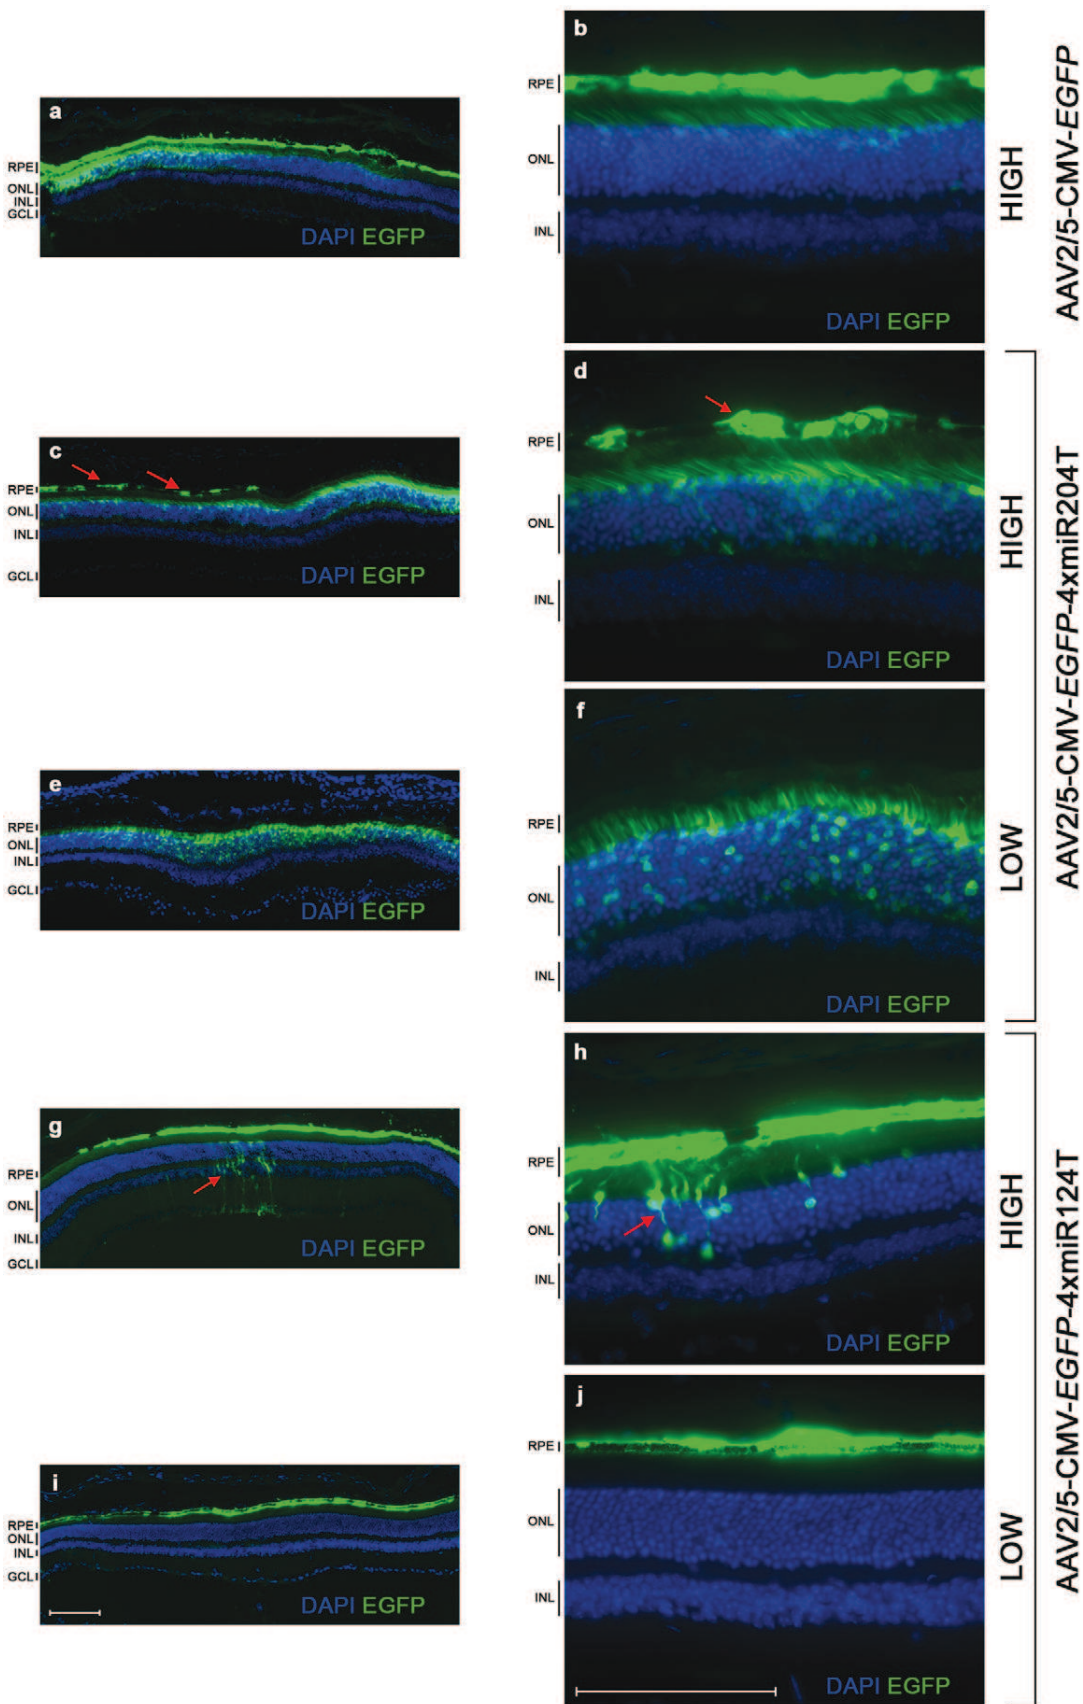 a
RPE
ONL
INL
GCL
DAPI EGFP
b
RPE
ONL
INL
DAPI EGFP
HIGH
AAV2/5-CMV-EGFP
c
RPE
ONL
INL
GCL
DAPI EGFP
d
RPE
ONL
INL
DAPI EGFP
HIGH
e
RPE
ONL
INL
GCL
DAPI EGFP
f
RPE
ONL
INL
DAPI EGFP
LOW
AAV2/5-CMV-EGFP-4xmiR204T
g
RPE
ONL
INL
GCL
DAPI EGFP
h
RPE
ONL
INL
DAPI EGFP
HIGH
i
RPE
ONL
INL
GCL
DAPI EGFP
j
RPE
ONL
INL
DAPI EGFP
LOW
AAV2/5-CMV-EGFP-4xmiR124T